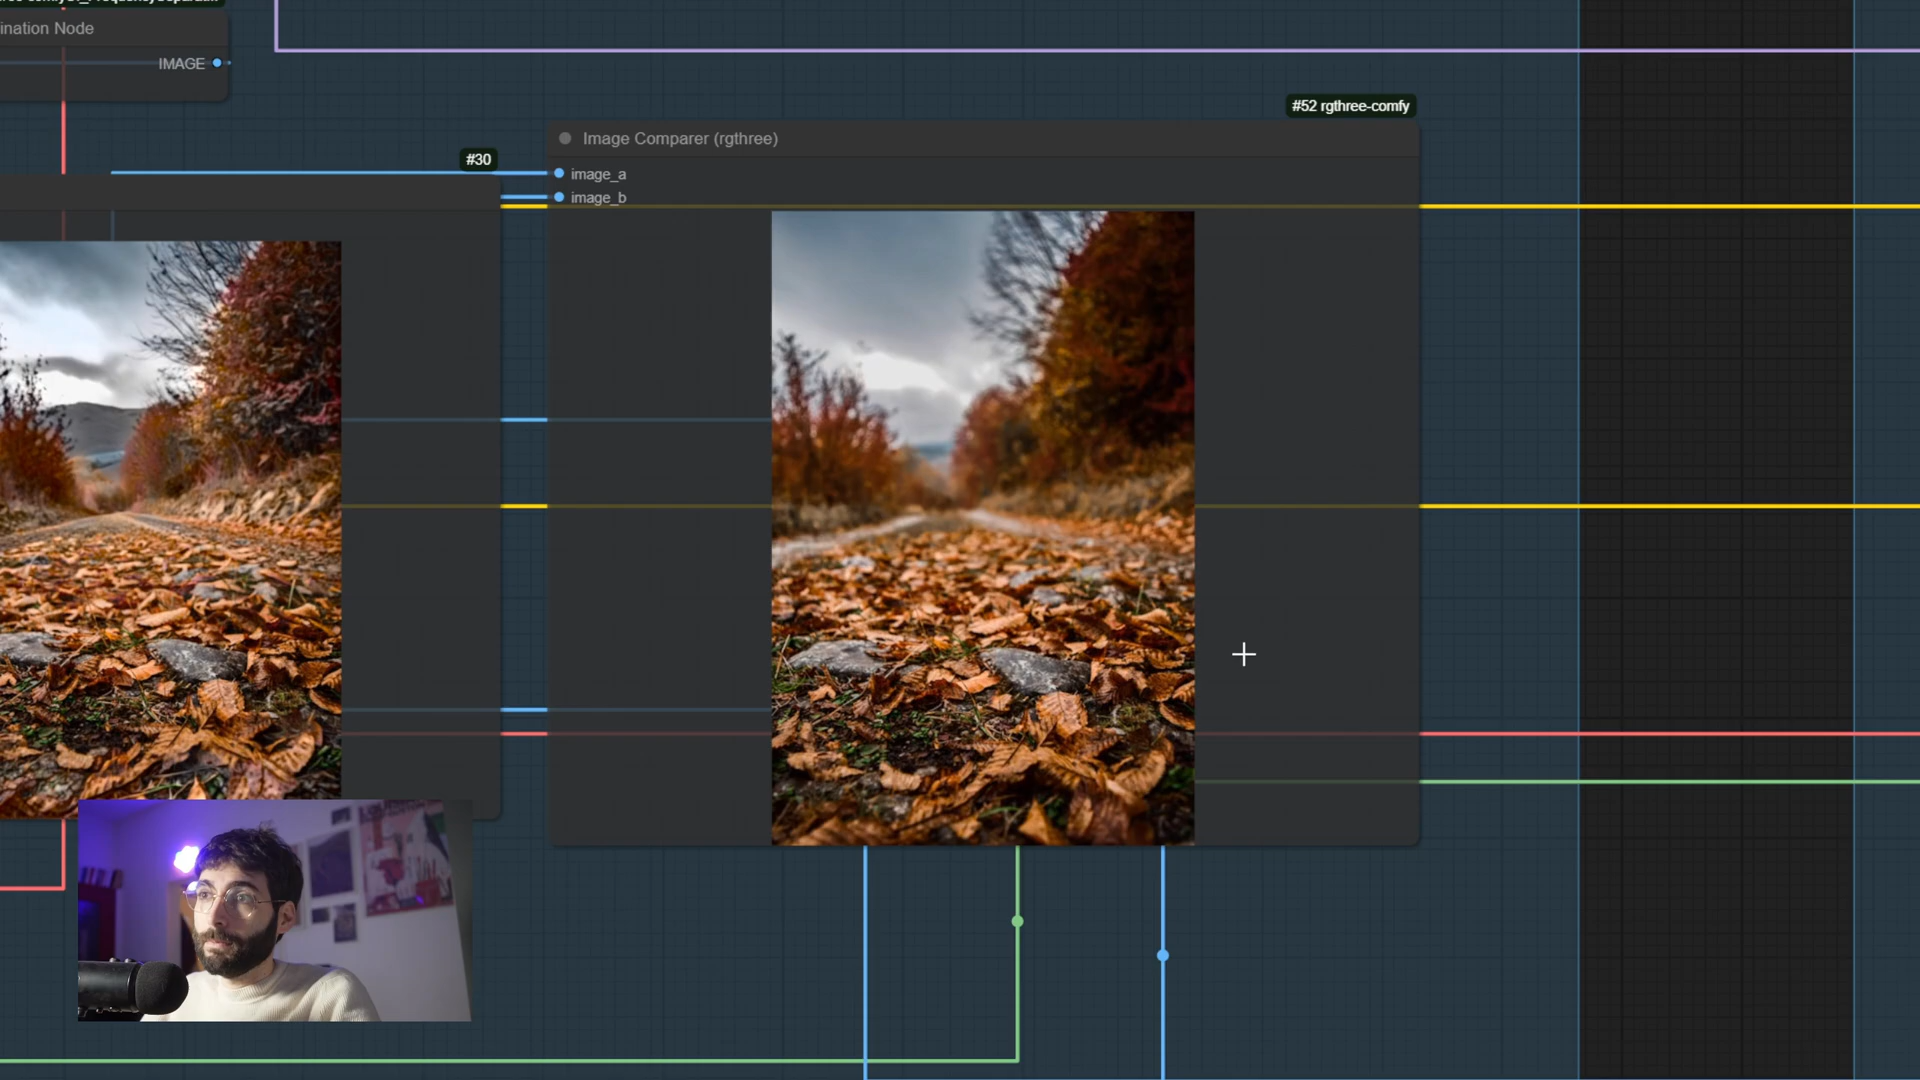 ination Node
IMAGE
#52 rgthree-comfy
Image Comparer (rgthree)
#30
image_a
image_b